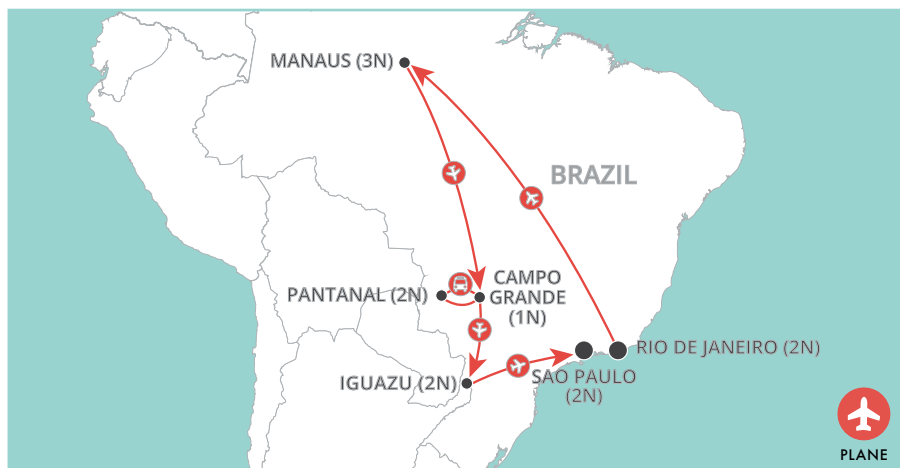 MANAUS (3N)
BRAZIL
CAMPO
GRANDE
(1N)
PANTANAL (2N)
RIO DE JANEIRO (2N)
SAO PAULO
(2N)
IGUAZU (2N)
PLANE